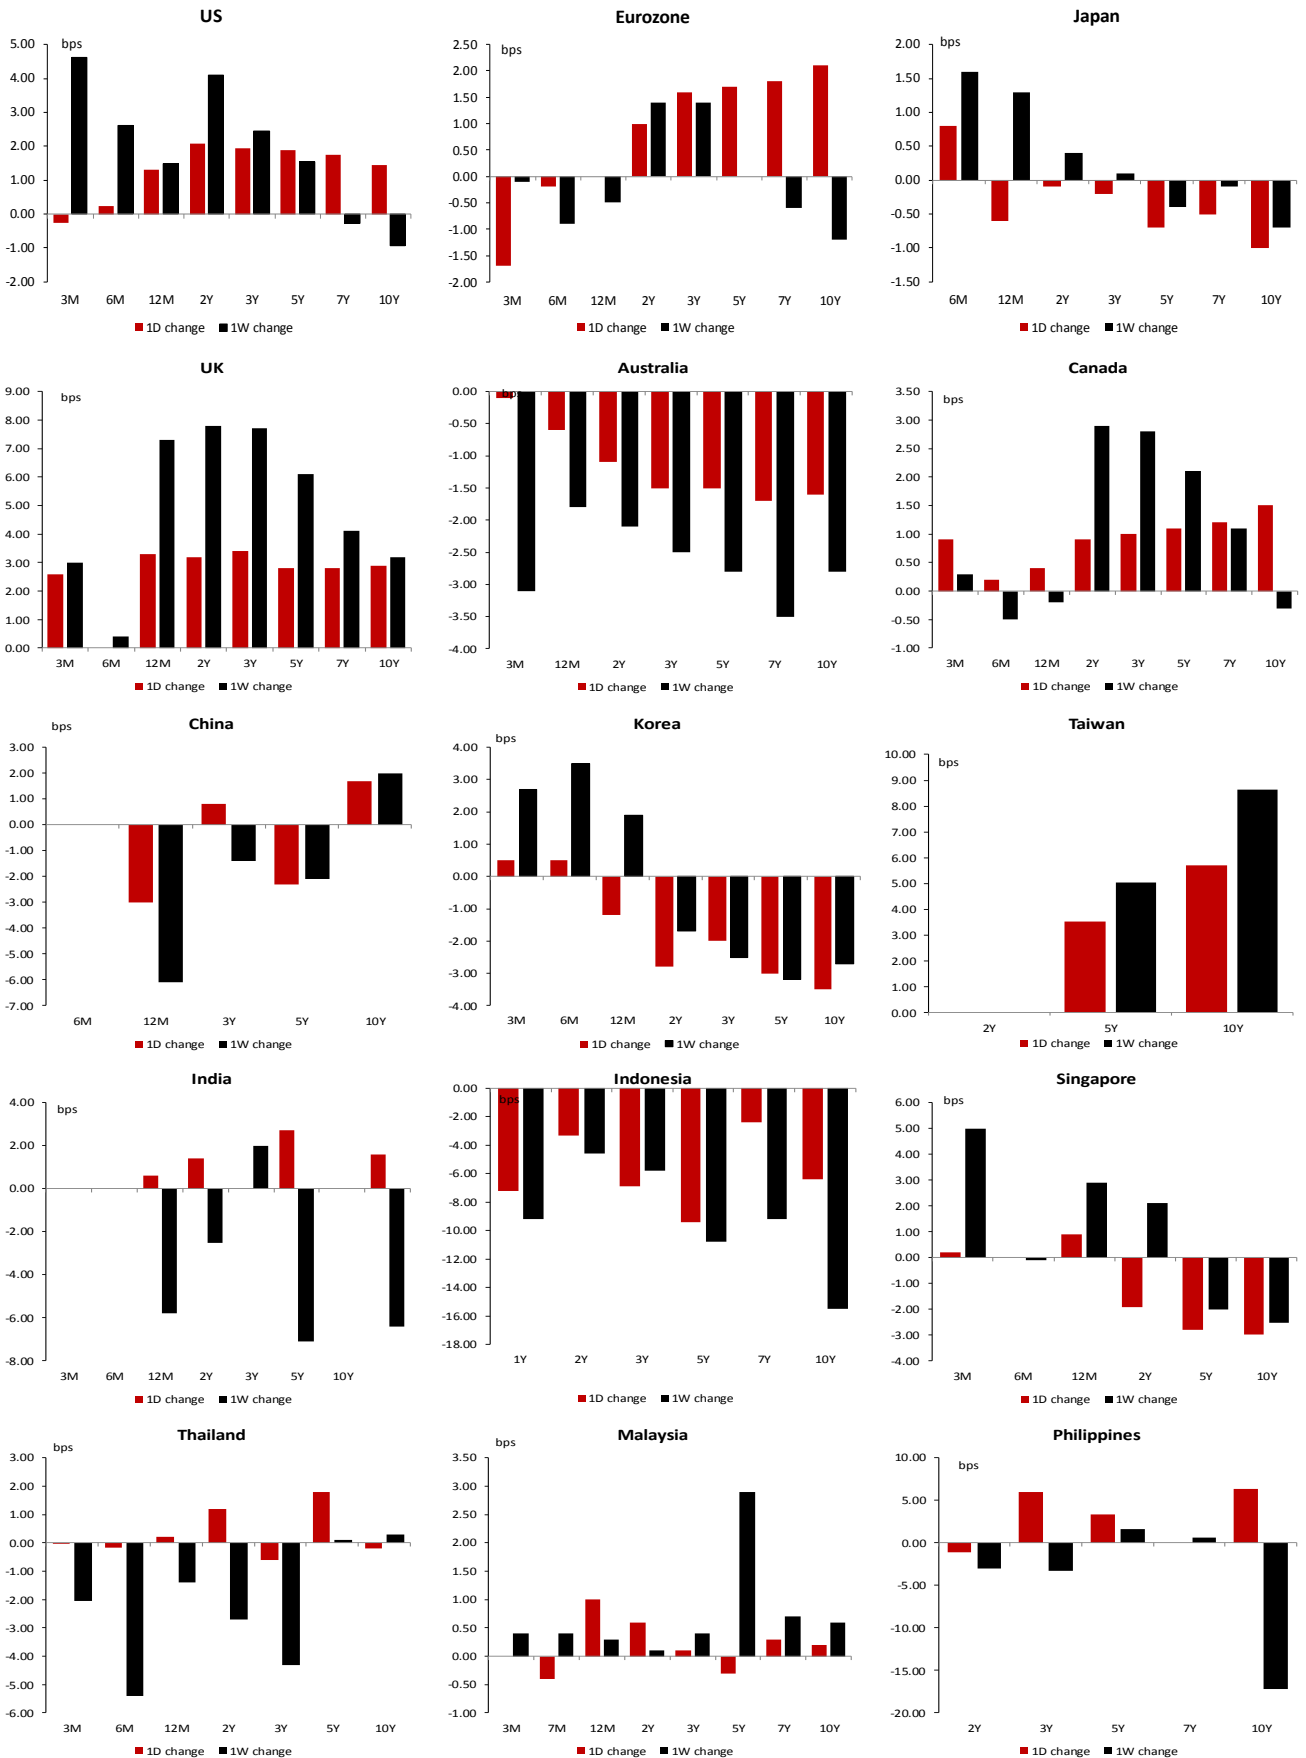 US
bps
5.00
4.00
3.00
2.00
1.00
0.00
-1.00
-2.00
3M 6M 12M 2Y 3Y 5Y 7Y 10Y
1D change 1W change
Eurozone
bps
2.50
2.00
1.50
1.00
0.50
0.00
-0.50
-1.00
-1.50
-2.00
3M 6M 12M 2Y 3Y 5Y 7Y 10Y
1D change 1W change
Japan
bps
2.00
1.50
1.00
0.50
0.00
-0.50
-1.00
-1.50
6M 12M 2Y 3Y 5Y 7Y 10Y
1D change 1W change
UK
bps
9.00
8.00
7.00
6.00
5.00
4.00
3.00
2.00
1.00
0.00
3M 6M 12M 2Y 3Y 5Y 7Y 10Y
1D change 1W change
Australia
bps
0.00
-0.50
-1.00
-1.50
-2.00
-2.50
-3.00
-3.50
-4.00
3M 12M 2Y 3Y 5Y 7Y 10Y
1D change 1W change
Canada
bps
3.50
3.00
2.50
2.00
1.50
1.00
0.50
0.00
-0.50
-1.00
3M 6M 12M 2Y 3Y 5Y 7Y 10Y
1D change 1W change
China
bps
3.00
2.00
1.00
0.00
-1.00
-2.00
-3.00
-4.00
-5.00
-6.00
-7.00
6M 12M 3Y 5Y 10Y
1D change 1W change
Korea
bps
4.00
3.00
2.00
1.00
0.00
-1.00
-2.00
-3.00
-4.00
3M 6M 12M 2Y 3Y 5Y 10Y
1D change 1W change
Taiwan
bps
10.00
9.00
8.00
7.00
6.00
5.00
4.00
3.00
2.00
1.00
0.00
2Y 5Y 10Y
1D change 1W change
India
bps
4.00
2.00
0.00
-2.00
-4.00
-6.00
-8.00
3M 6M 12M 2Y 3Y 5Y 10Y
1D change 1W change
Indonesia
bps
0.00
-2.00
-4.00
-6.00
-8.00
-10.00
-12.00
-14.00
-16.00
-18.00
1Y 2Y 3Y 5Y 7Y 10Y
1D change 1W change
Singapore
bps
6.00
5.00
4.00
3.00
2.00
1.00
0.00
-1.00
-2.00
-3.00
-4.00
3M 6M 12M 2Y 5Y 10Y
1D change 1W change
Thailand
bps
3.00
2.00
1.00
0.00
-1.00
-2.00
-3.00
-4.00
-5.00
-6.00
3M 6M 12M 2Y 3Y 5Y 10Y
1D change 1W change
Malaysia
bps
3.50
3.00
2.50
2.00
1.50
1.00
0.50
0.00
-0.50
-1.00
3M 7M 12M 2Y 3Y 5Y 7Y 10Y
1D change 1W change
Philippines
bps
10.00
5.00
0.00
-5.00
-10.00
-15.00
-20.00
2Y 3Y 5Y 7Y 10Y
1D change 1W change